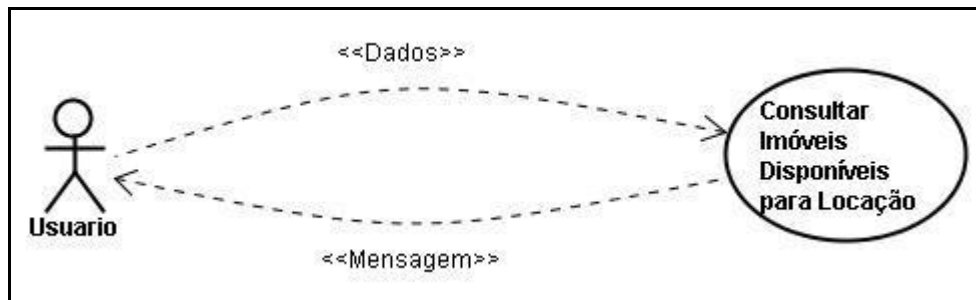 <<Dados>>
Consultar
Imóveis
Disponíveis
para Locação
Usuario
<<Mensagem>>